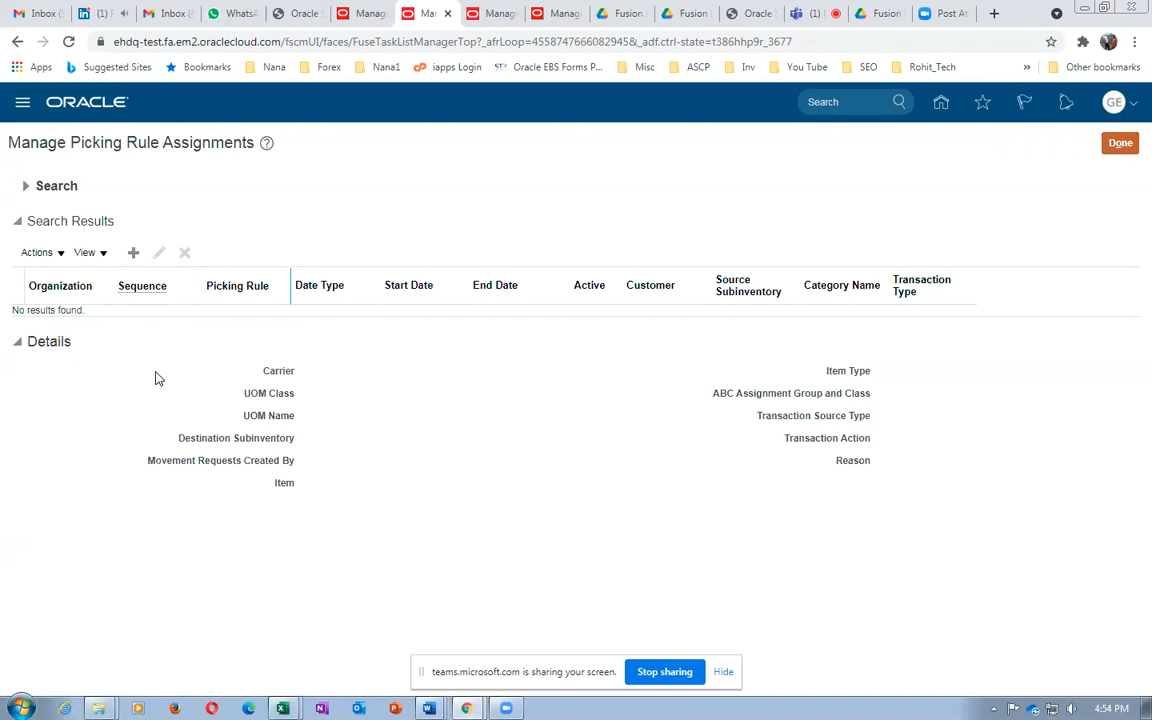 Inbox (
(1)
Inbox (
WhatsA
Oracle
Manag
Mar
Manag
Manag
Fusion
Fusion
Oracle
(1)
Fusion
Post At
ehdq-test.fa.em2.oraclecloud.com/fscmUI/faces/FuseTaskListManagerTop?_afrLoop=4558747666082945&_adf.ctrl-state=t386hhp9r_3677
Apps
Suggested Sites
Bookmarks
Nana
Forex
Nana1
iapps Login
Oracle EBS Forms P...
Misc
ASCP
Inv
You Tube
SEO
Rohit_Tech
»
Other bookmarks
ORACLE
Search
GE
Manage Picking Rule Assignments
Done
Search
Search Results
Actions
View
Organization
Sequence
Picking Rule
Date Type
Start Date
End Date
Active
Customer
Source
Subinventory
Category Name
Transaction
Type
No results found.
Details
Carrier
Item Type
UOM Class
ABC Assignment Group and Class
UOM Name
Transaction Source Type
Destination Subinventory
Transaction Action
Movement Requests Created By
Reason
Item
teams.microsoft.com is sharing your screen.
Stop sharing
Hide
4:54 PM